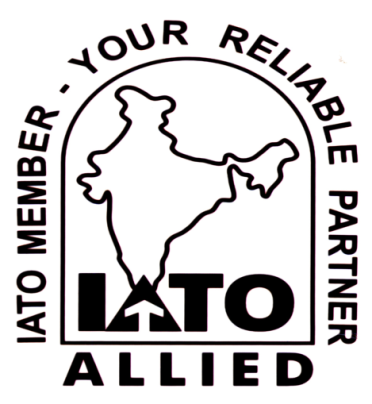 IATO MEMBER - YOUR RELIABLE PARTNER
IATO
ALLIED